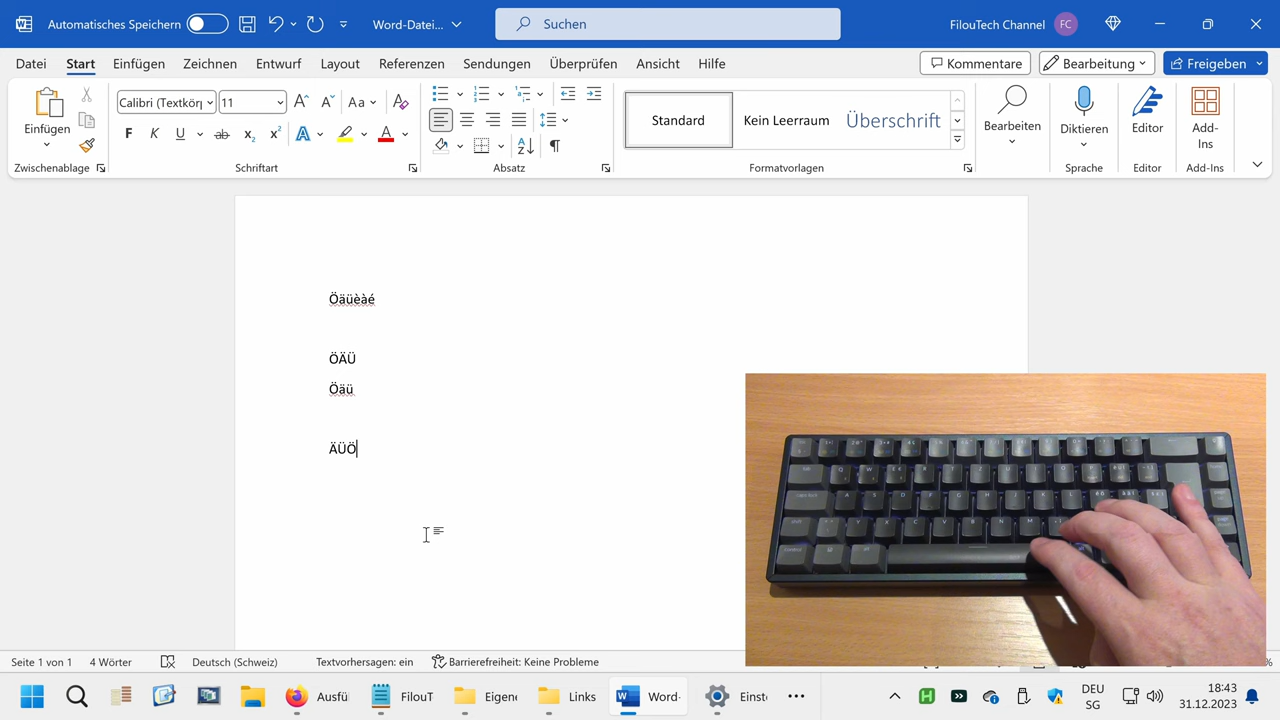 Automatisches Speichern
Word-Datei...
Suchen
FilouTech Channel
FC
Datei
Start
Einfügen
Zeichnen
Entwurf
Layout
Referenzen
Sendungen
Überprüfen
Ansicht
Hilfe
Kommentare
Bearbeitung
Freigeben
Einfügen
Zwischenablage
Calibri (Textkörp
11
Aa
F
K
U
ab
x2
x2
A
A
Schriftart
Absatz
Standard
Kein Leerraum
Überschrift
Formatvorlagen
Bearbeiten
Diktieren
Sprache
Editor
Editor
Add-
Ins
Add-Ins
Öäüèàé
ÖÄÜ
Öäü
ÄÜÖ
Seite 1 von 1
4 Wörter
Deutsch (Schweiz)
Textvorhersagen: ein
Barrierefreiheit: Keine Probleme
%
Ausfü
FilouT
Eigene
Links
Word-
Einst
DEU
SG
18:43
31.12.2023